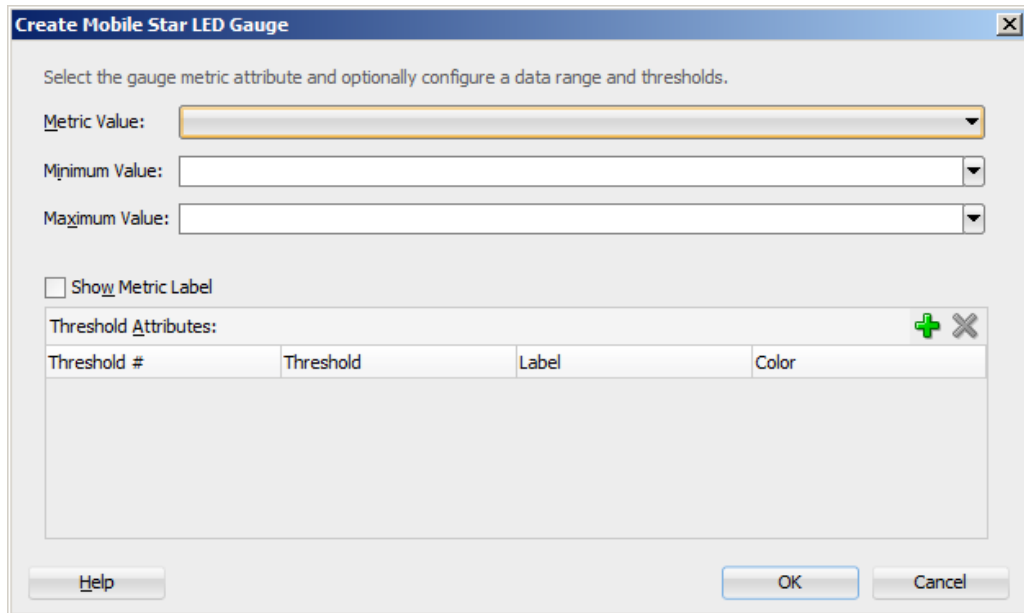 Create Mobile Star LED Gauge
Select the gauge metric attribute and optionally configure a data range and thresholds.
Metric Value:
Minimum Value:
Maximum Value:
Show Metric Label
Threshold Attributes:
Threshold # Threshold Label Color
Help OK Cancel